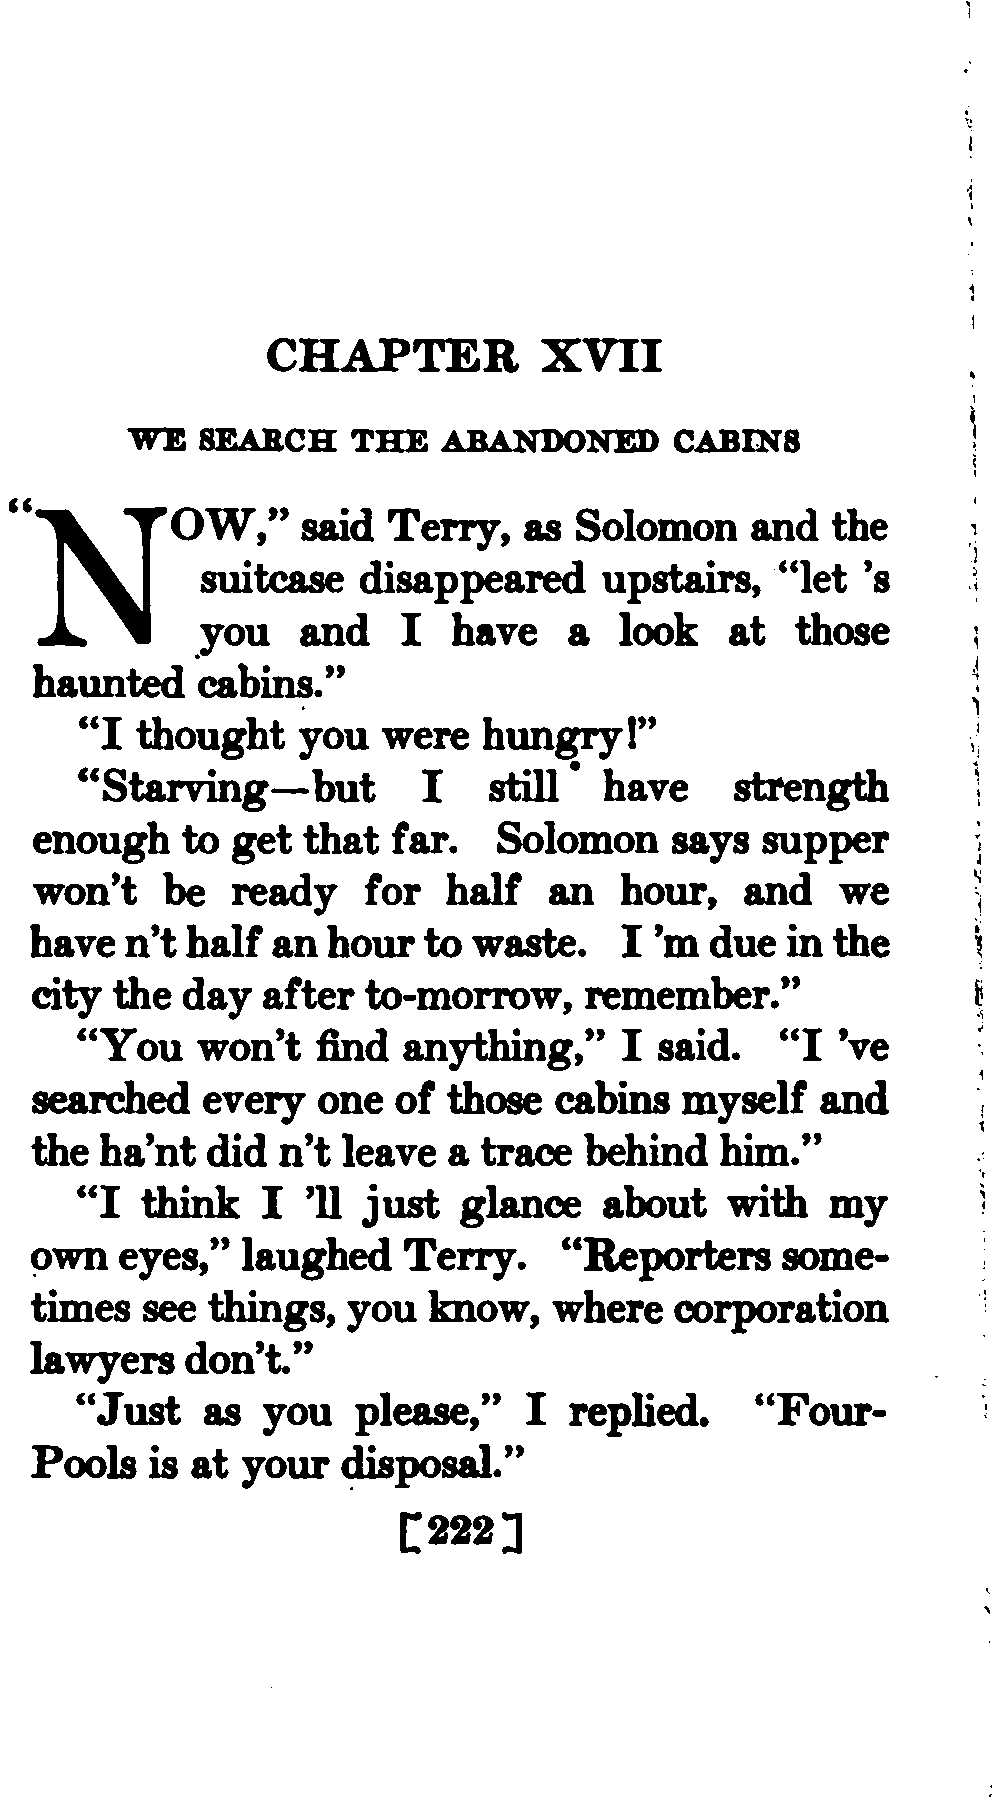 CHAPTER XVII
WE SEARCH THE ABANDONED CABINS
“NOW,” said Terry, as Solomon and the
suitcase disappeared upstairs, “let ’s
you and I have a look at those
haunted cabins.”
“I thought you were hungry!”
“Starving—but I still have strength
enough to get that far. Solomon says supper
won’t be ready for half an hour, and we
have n’t half an hour to waste. I ’m due in the
city the day after to-morrow, remember.”
“You won’t find anything,” I said. “I ’ve
searched every one of those cabins myself and
the ha’nt did n’t leave a trace behind him.”
“I think I ’ll just glance about with my
own eyes,” laughed Terry. “Reporters some-
times see things, you know, where corporation
lawyers don’t.”
“Just as you please,” I replied. “Four-
Pools is at your disposal.”
[222]